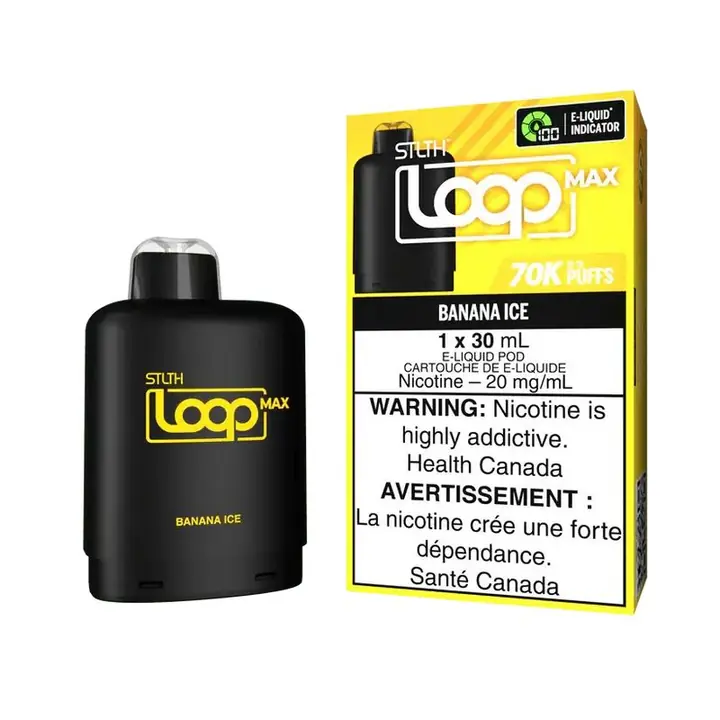 STLTH
LOOP MAX
BANANA ICE
100
E-LIQUID*
INDICATOR
STLTH
LOOP MAX
70K
PUFFS
BANANA ICE
1 x 30 mL
E-LIQUID POD
CARTOUCHE DE E-LIQUIDE
Nicotine – 20 mg/mL
WARNING: Nicotine is
highly addictive.
Health Canada
AVERTISSEMENT :
La nicotine crée une forte
dépendance.
Santé Canada